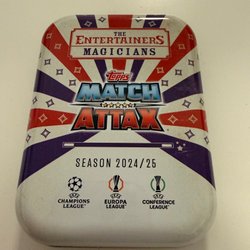 THE
ENTERTAINERS
MAGICIANS
Topps
MATCH
ATTAX
SEASON 2024/25
CHAMPIONS LEAGUE
EUROPA LEAGUE
CONFERENCE LEAGUE